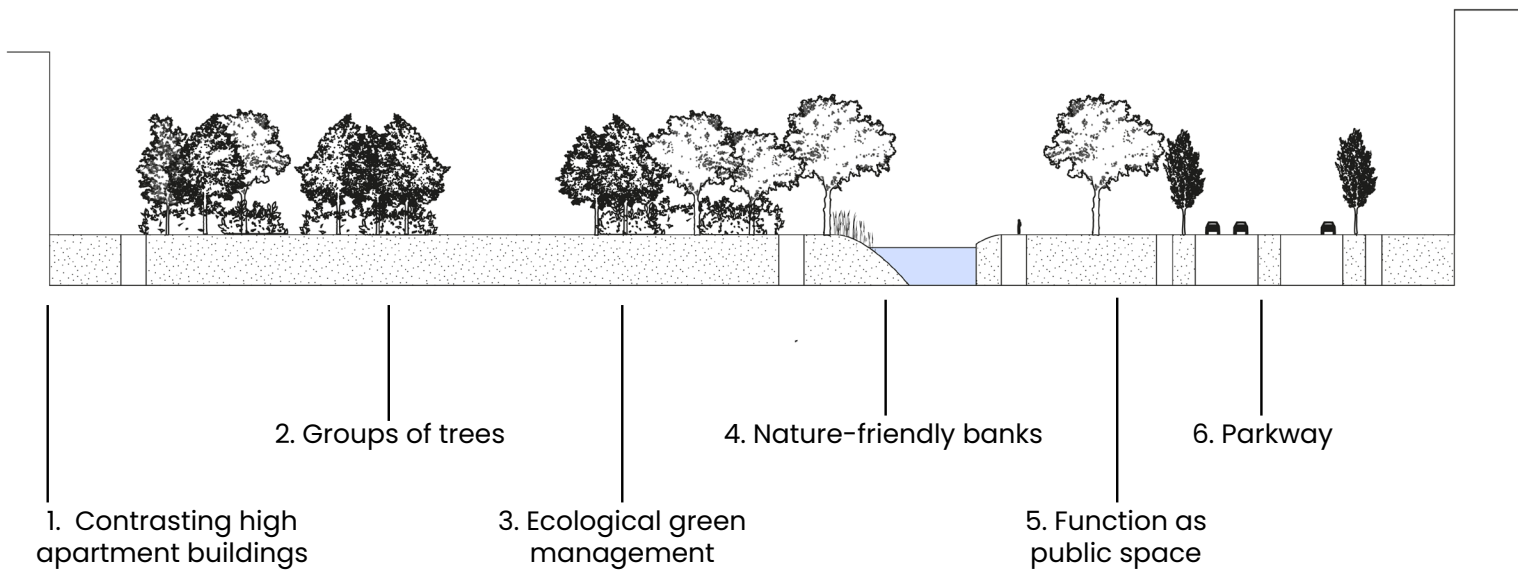 1. Contrasting high
apartment buildings
2. Groups of trees
3. Ecological green
management
4. Nature-friendly banks
5. Function as
public space
6. Parkway